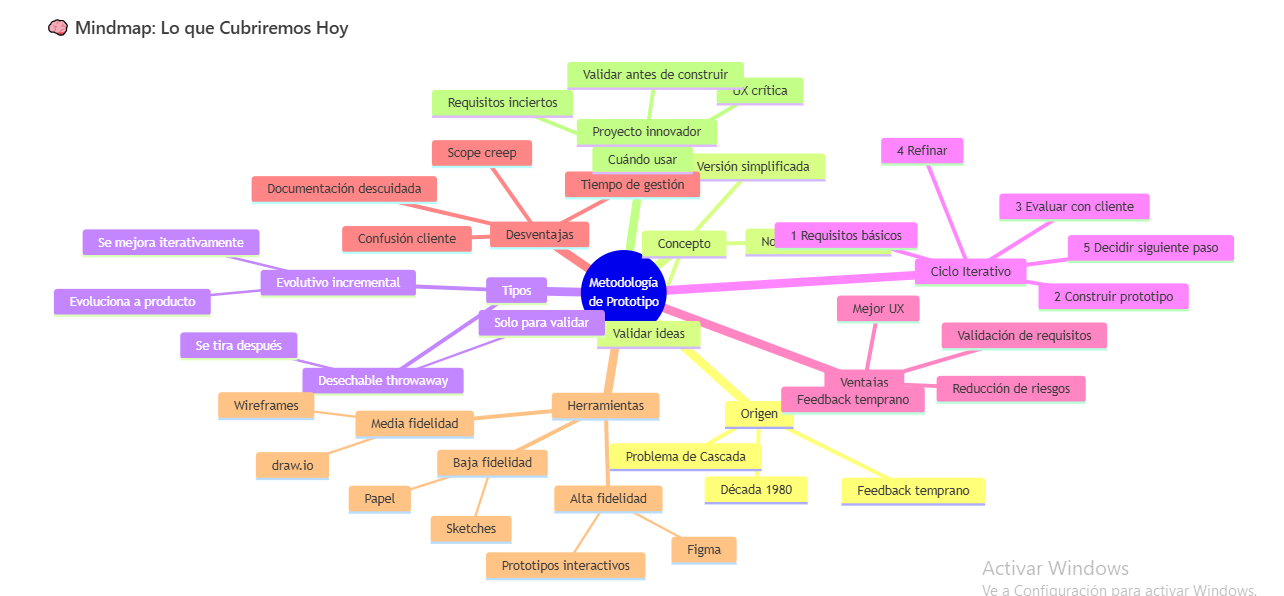 🧠 Mindmap: Lo que Cubriremos Hoy
Validar antes de construir
UX crítica
Requisitos inciertos
Proyecto innovador
Cuándo usar
Versión simplificada
Scope creep
Tiempo de gestión
Documentación descuidada
Confusión cliente
Desventajas
Concepto
No
1 Requisitos básicos
4 Refinar
3 Evaluar con cliente
5 Decidir siguiente paso
Ciclo Iterativo
2 Construir prototipo
Se mejora iterativamente
Evolutivo incremental
Evoluciona a producto
Tipos
Metodología
de Prototipo
Solo para validar
Validar ideas
Se tira después
Desechable throwaway
Mejor UX
Validación de requisitos
Ventajas
Reducción de riesgos
Feedback temprano
Wireframes
Media fidelidad
Herramientas
Origen
draw.io
Baja fidelidad
Problema de Cascada
Papel
Sketches
Alta fidelidad
Década 1980
Feedback temprano
Prototipos interactivos
Figma
Activar Windows
Ve a Configuración para activar Windows.